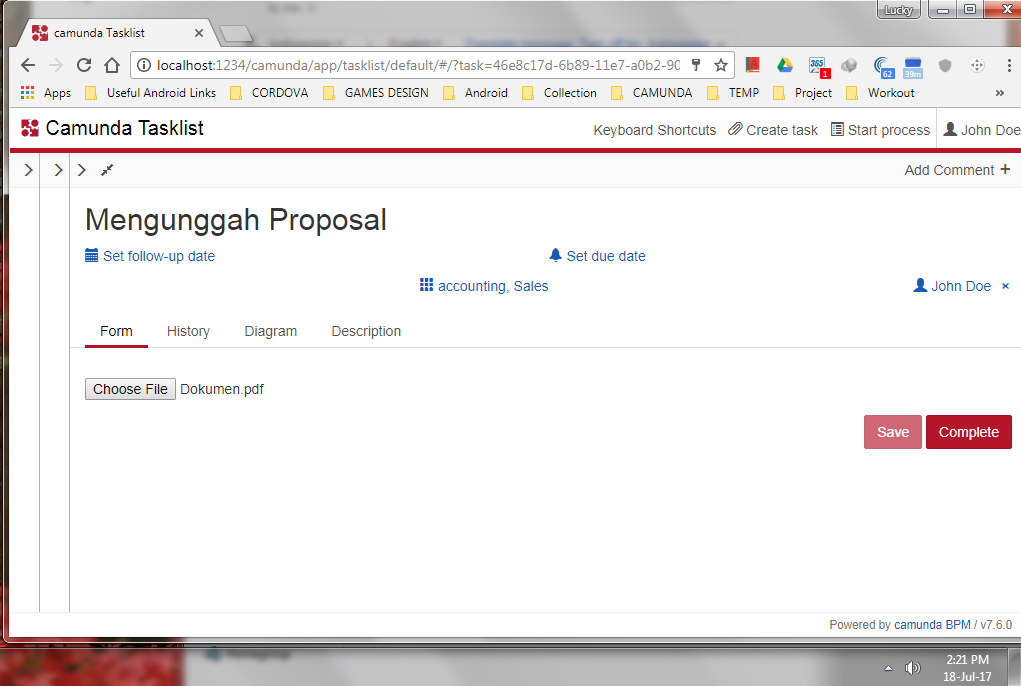 Lucky
camunda Tasklist
localhost:1234/camunda/app/tasklist/default/#/?task=46e8c17d-6b89-11e7-a0b2-90
365
1
62
39m
Apps Useful Android Links CORDOVA GAMES DESIGN Android Collection CAMUNDA TEMP Project Workout »
Camunda Tasklist Keyboard Shortcuts Create task Start process John Doe
Add Comment +
Mengunggah Proposal
Set follow-up date Set due date
accounting, Sales John Doe ×
Form History Diagram Description
Choose File Dokumen.pdf
Save Complete
Powered by camunda BPM / v7.6.0
2:21 PM
18-Jul-17